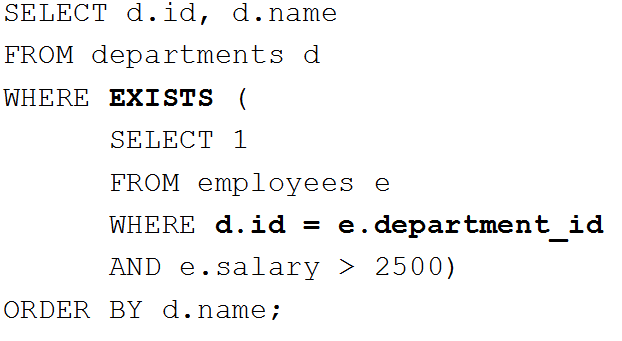 SELECT d.id, d.name
FROM departments d
WHERE EXISTS (
SELECT 1
FROM employees e
WHERE d.id = e.department_id
AND e.salary > 2500)
ORDER BY d.name;